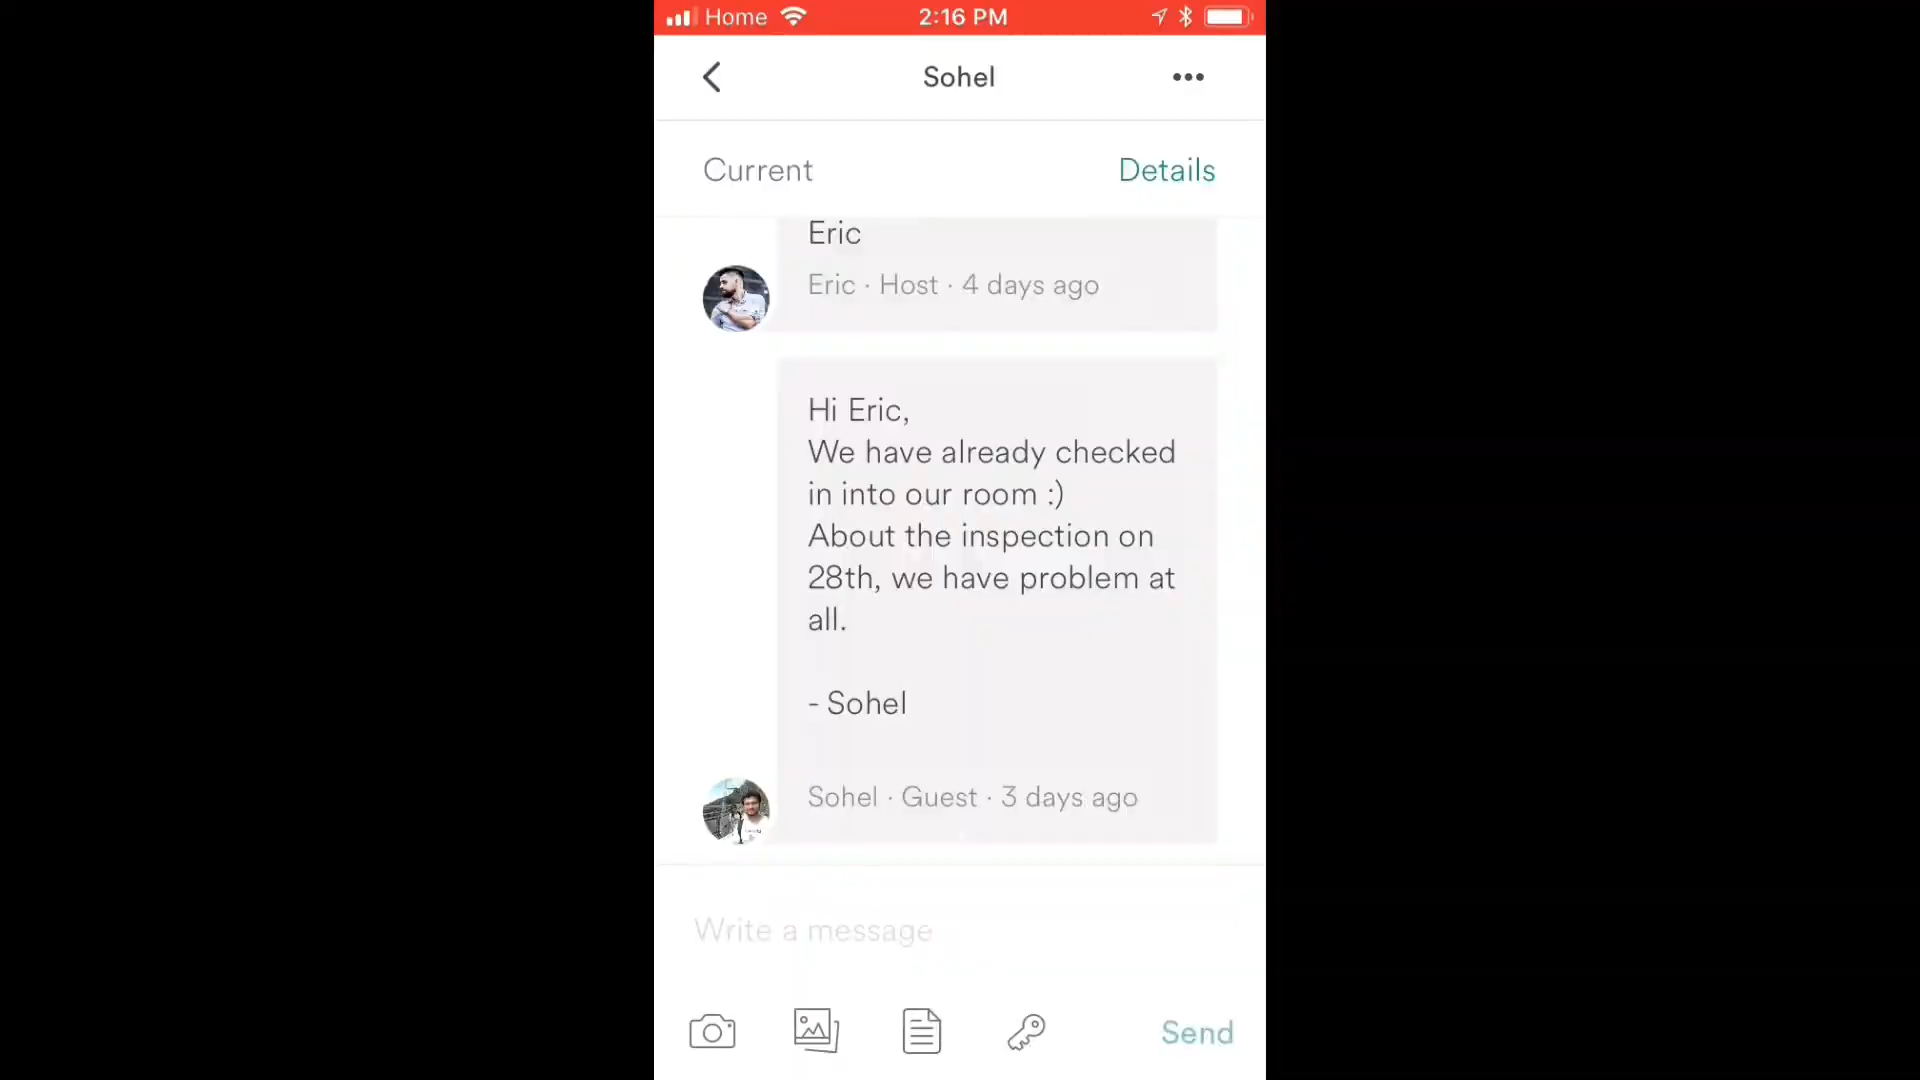 Home 2:16 PM
Sohel
Current Details
Eric
Eric · Host · 4 days ago
Hi Eric,
We have already checked
in into our room :)
About the inspection on
28th, we have problem at
all.
- Sohel
Sohel · Guest · 3 days ago
Write a message
Send